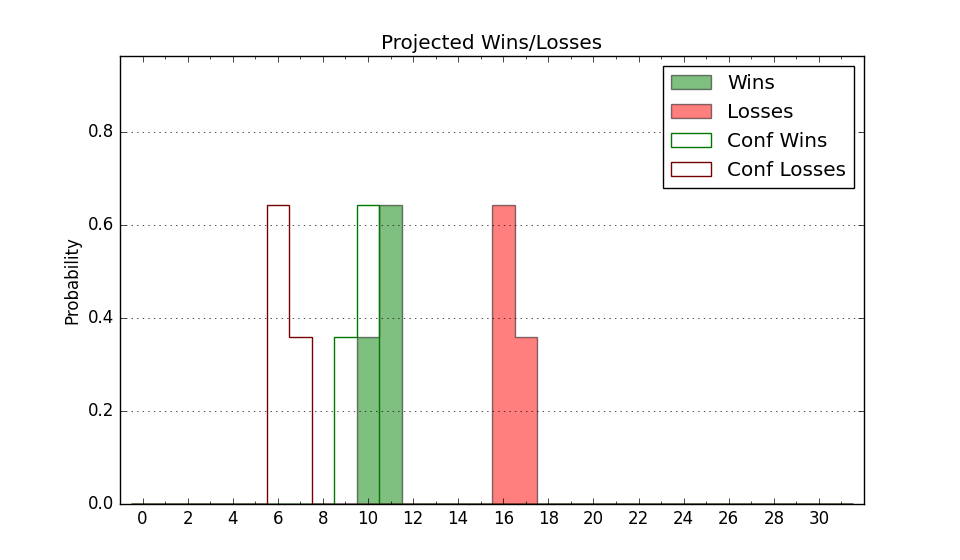 Projected Wins/Losses
Wins
Losses
Conf Wins
Conf Losses
Probability
0.8
0.6
0.4
0.2
0.0
0 2 4 6 8 10 12 14 16 18 20 22 24 26 28 30